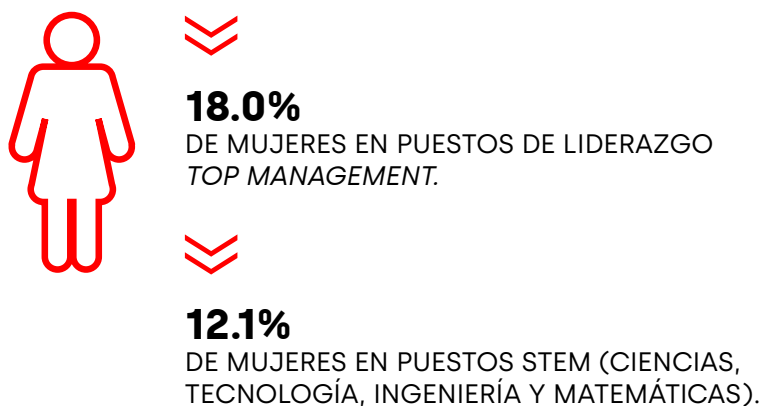 18.0%
DE MUJERES EN PUESTOS DE LIDERAZGO
TOP MANAGEMENT.
12.1%
DE MUJERES EN PUESTOS STEM (CIENCIAS,
TECNOLOGÍA, INGENIERÍA Y MATEMÁTICAS).